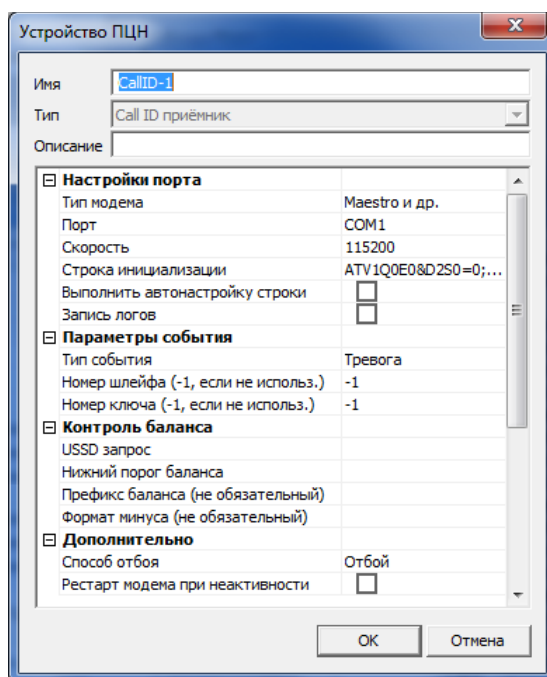 Устройство ПЦН
Имя CallID-1
Тип Call ID приёмник
Описание
Настройки порта
Тип модема Maestro и др.
Порт COM1
Скорость 115200
Строка инициализации ATV1Q0E0&D2S0=0;...
Выполнить автонастройку строки
Запись логов
Параметры события
Тип события Тревога
Номер шлейфа (-1, если не использ.) -1
Номер ключа (-1, если не использ.) -1
Контроль баланса
USSD запрос
Нижний порог баланса
Префикс баланса (не обязательный)
Формат минуса (не обязательный)
Дополнительно
Способ отбоя Отбой
Рестарт модема при неактивности
OK Отмена